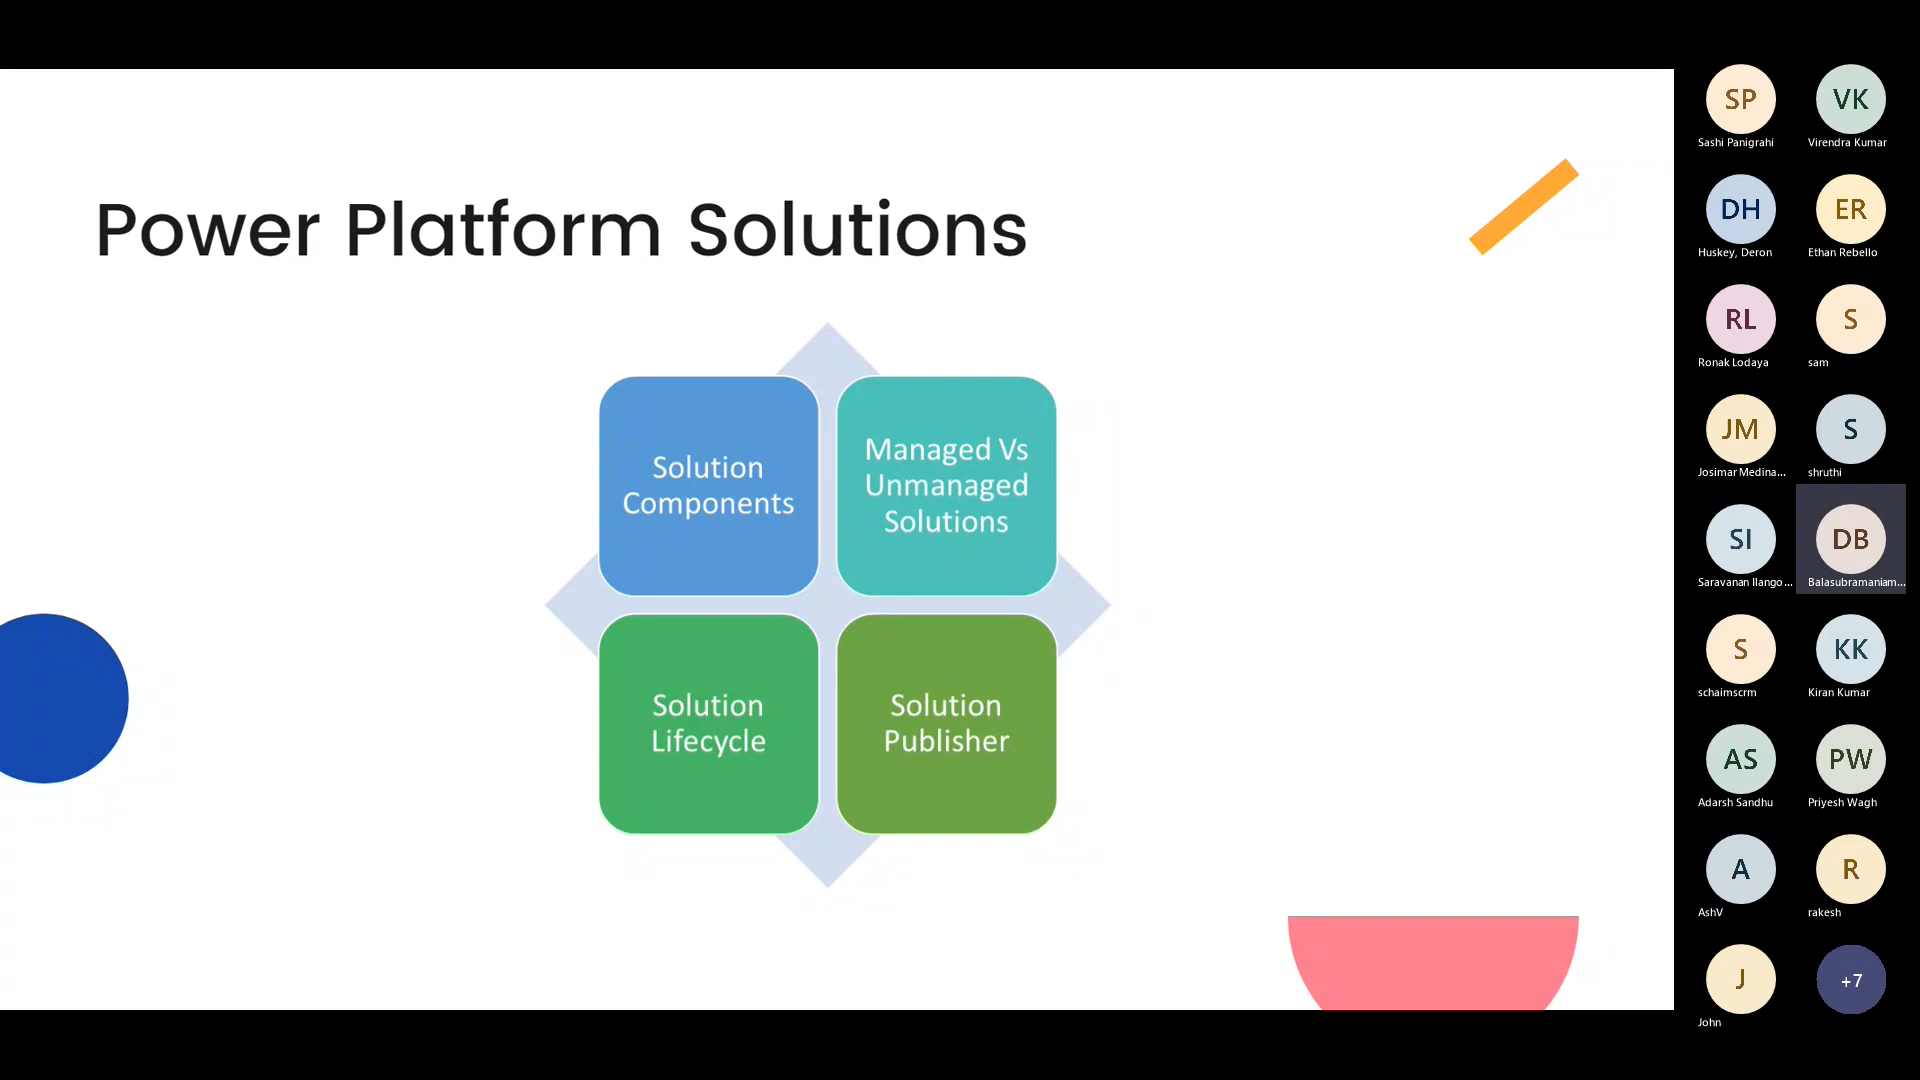 Power Platform Solutions
Solution
Components
Managed Vs
Unmanaged
Solutions
Solution
Lifecycle
Solution
Publisher
SP
VK
Sashi Panigrahi
Virendra Kumar
DH
ER
Huskey, Deron
Ethan Rebello
RL
S
Ronak Lodaya
sam
JM
S
Josimar Medina...
shruthi
SI
DB
Saravanan Ilango...
Balasubramaniam...
S
KK
schaimscrm
Kiran Kumar
AS
PW
Adarsh Sandhu
Priyesh Wagh
A
R
AshV
rakesh
J
+7
John